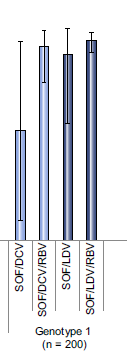 SOF/DCV
SOF/DCV/RBV
SOF/LDV
SOF/LDV/RBV
Genotype 1
(n = 200)